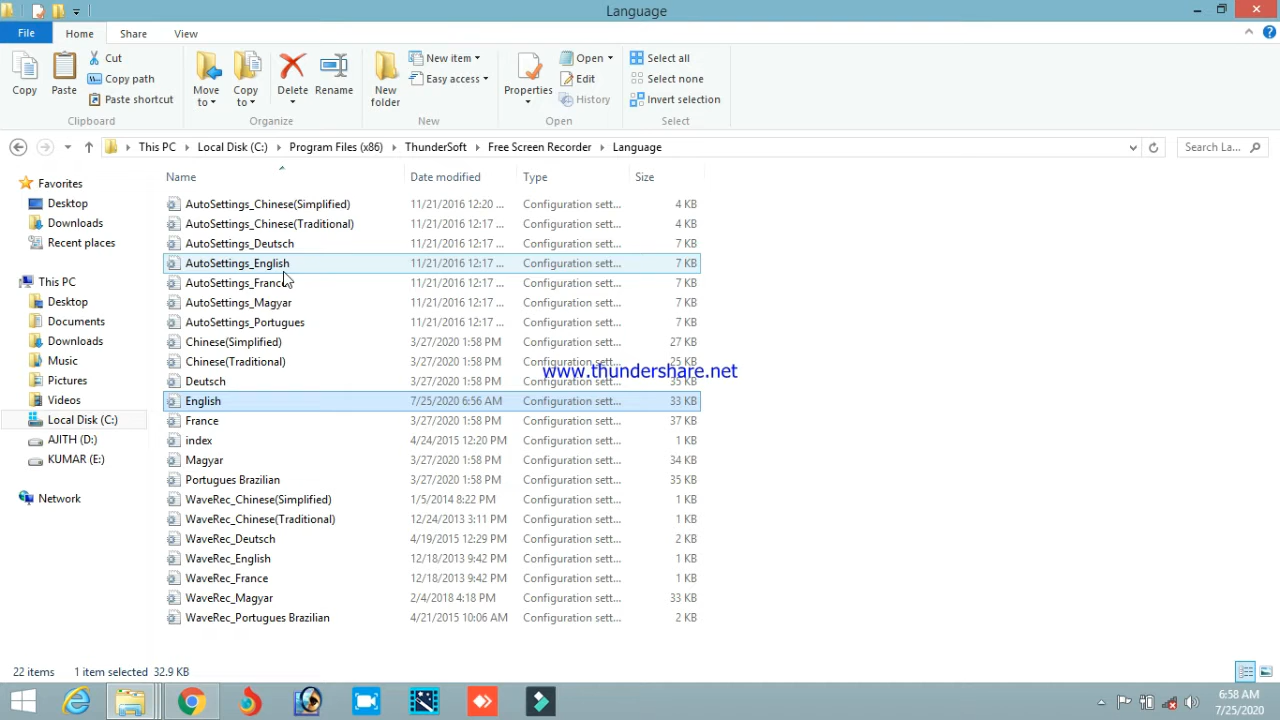 Language
File Home Share View
Copy Paste Cut Copy path Paste shortcut Move to Copy to Delete Rename New folder New item Easy access Properties Open Edit History Select all Select none Invert selection
Clipboard Organize New Open Select
This PC Local Disk (C:) Program Files (x86) ThunderSoft Free Screen Recorder Language Search La...
Favorites
Desktop
Downloads
Recent places
This PC
Desktop
Documents
Downloads
Music
Pictures
Videos
Local Disk (C:)
AJITH (D:)
KUMAR (E:)
Network
Name Date modified Type Size
AutoSettings_Chinese(Simplified) 11/21/2016 12:20 ... Configuration sett... 4 KB
AutoSettings_Chinese(Traditional) 11/21/2016 12:17 ... Configuration sett... 4 KB
AutoSettings_Deutsch 11/21/2016 12:17 ... Configuration sett... 7 KB
AutoSettings_English 11/21/2016 12:17 ... Configuration sett... 7 KB
AutoSettings_France 11/21/2016 12:17 ... Configuration sett... 7 KB
AutoSettings_Magyar 11/21/2016 12:17 ... Configuration sett... 7 KB
AutoSettings_Portugues 11/21/2016 12:17 ... Configuration sett... 7 KB
Chinese(Simplified) 3/27/2020 1:58 PM Configuration sett... 27 KB
Chinese(Traditional) 3/27/2020 1:58 PM Configuration sett... 25 KB
www.thundershare.net
Deutsch 3/27/2020 1:58 PM Configuration sett... 35 KB
English 7/25/2020 6:56 AM Configuration sett... 33 KB
France 3/27/2020 1:58 PM Configuration sett... 37 KB
index 4/24/2015 12:20 PM Configuration sett... 1 KB
Magyar 3/27/2020 1:58 PM Configuration sett... 34 KB
Portugues Brazilian 3/27/2020 1:58 PM Configuration sett... 35 KB
WaveRec_Chinese(Simplified) 1/5/2014 8:22 PM Configuration sett... 1 KB
WaveRec_Chinese(Traditional) 12/24/2013 3:11 PM Configuration sett... 1 KB
WaveRec_Deutsch 4/19/2015 12:29 PM Configuration sett... 2 KB
WaveRec_English 12/18/2013 9:42 PM Configuration sett... 1 KB
WaveRec_France 12/18/2013 9:42 PM Configuration sett... 1 KB
WaveRec_Magyar 2/4/2018 4:18 PM Configuration sett... 33 KB
WaveRec_Portugues Brazilian 4/21/2015 10:06 AM Configuration sett... 2 KB
22 items 1 item selected 32.9 KB
6:58 AM
7/25/2020